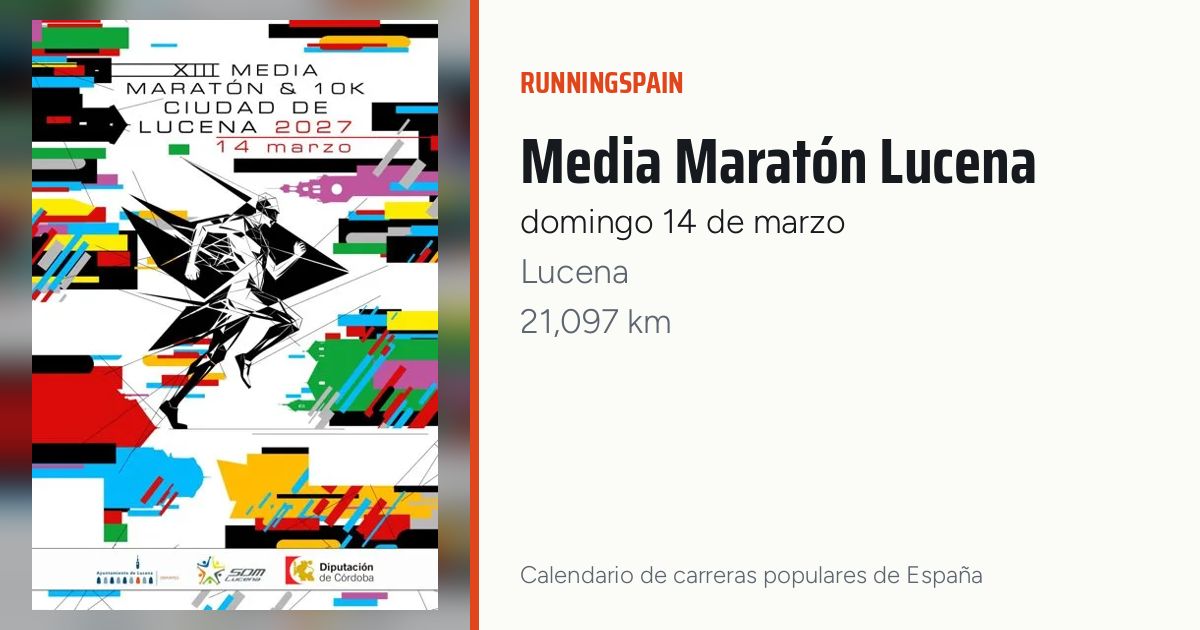 XIII MEDIA
MARATÓN & 10K
CIUDAD DE
LUCENA 2027
14 marzo
Ayuntamiento de Lucena
SDM
Lucena
Diputación
de Córdoba
RUNNINGSPAIN
Media Maratón Lucena
domingo 14 de marzo
Lucena
21,097 km
Calendario de carreras populares de España